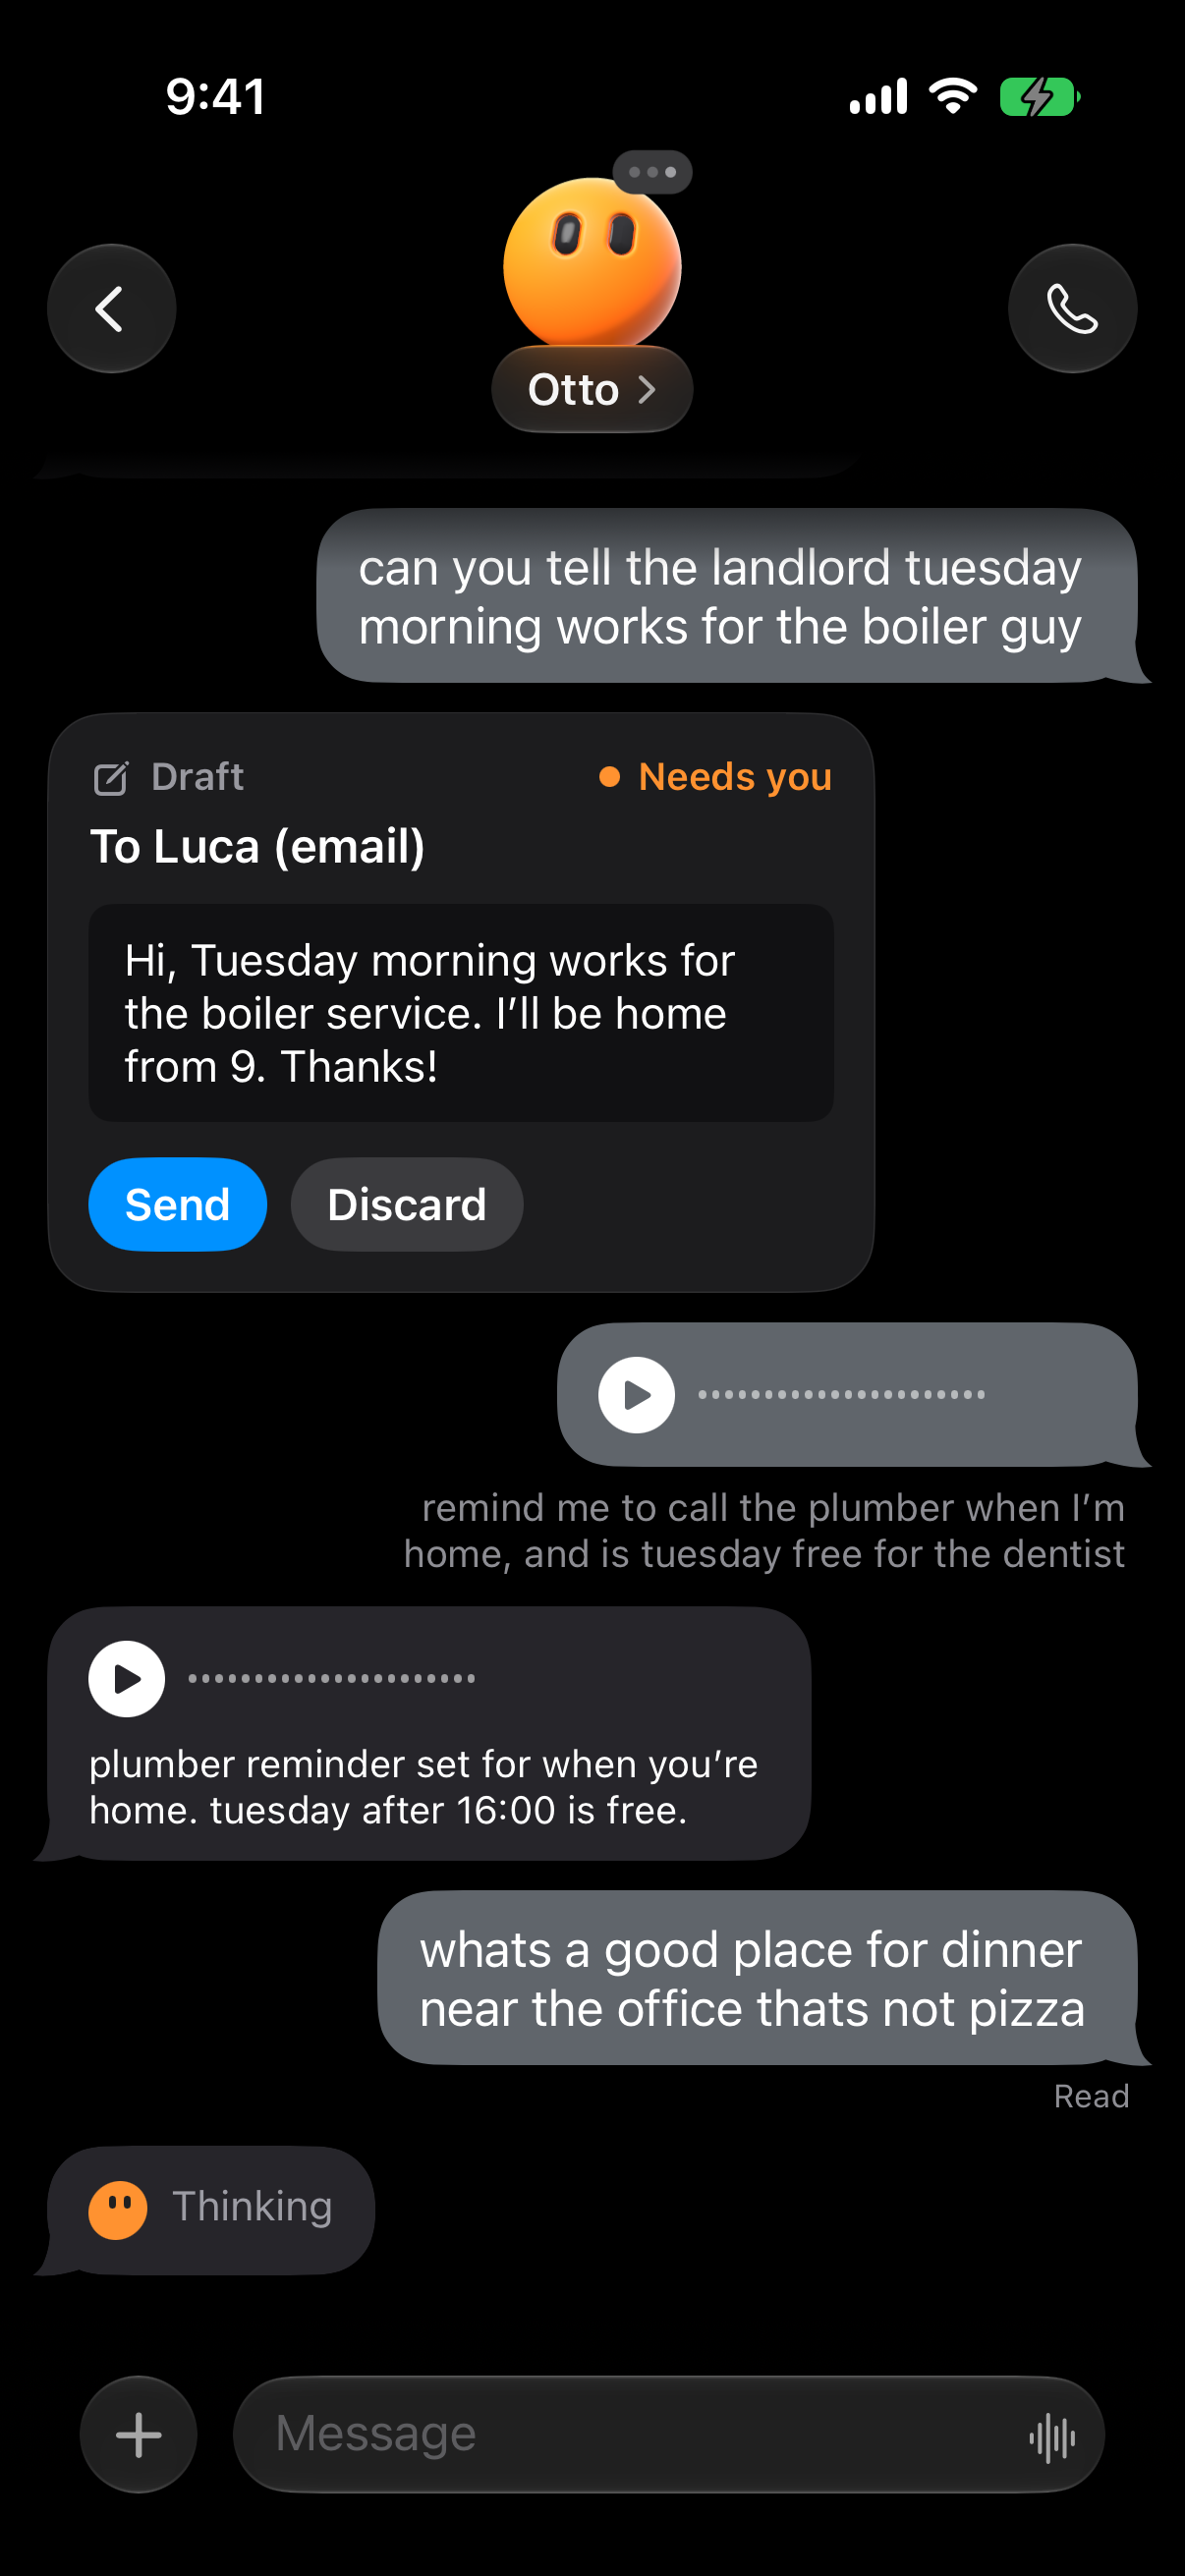 9:41
Otto
can you tell the landlord tuesday
morning works for the boiler guy
Draft
Needs you
To Luca (email)
Hi, Tuesday morning works for
the boiler service. I’ll be home
from 9. Thanks!
Send
Discard
remind me to call the plumber when I’m
home, and is tuesday free for the dentist
plumber reminder set for when you’re
home. tuesday after 16:00 is free.
whats a good place for dinner
near the office thats not pizza
Read
Thinking
Message